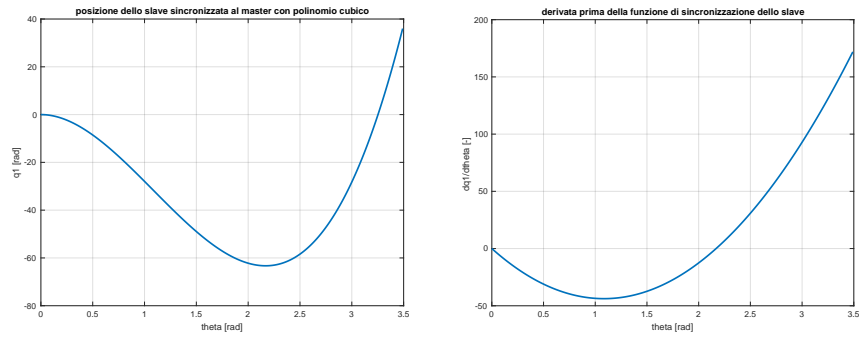 posizione dello slave sincronizzata al master con polinomio cubico
40
20
0
-20
-40
-60
-80
q1 [rad]
0 0.5 1 1.5 2 2.5 3 3.5
theta [rad]
derivata prima della funzione di sincronizzazione dello slave
200
150
100
50
0
-50
dq1/dtheta [-]
0 0.5 1 1.5 2 2.5 3 3.5
theta [rad]